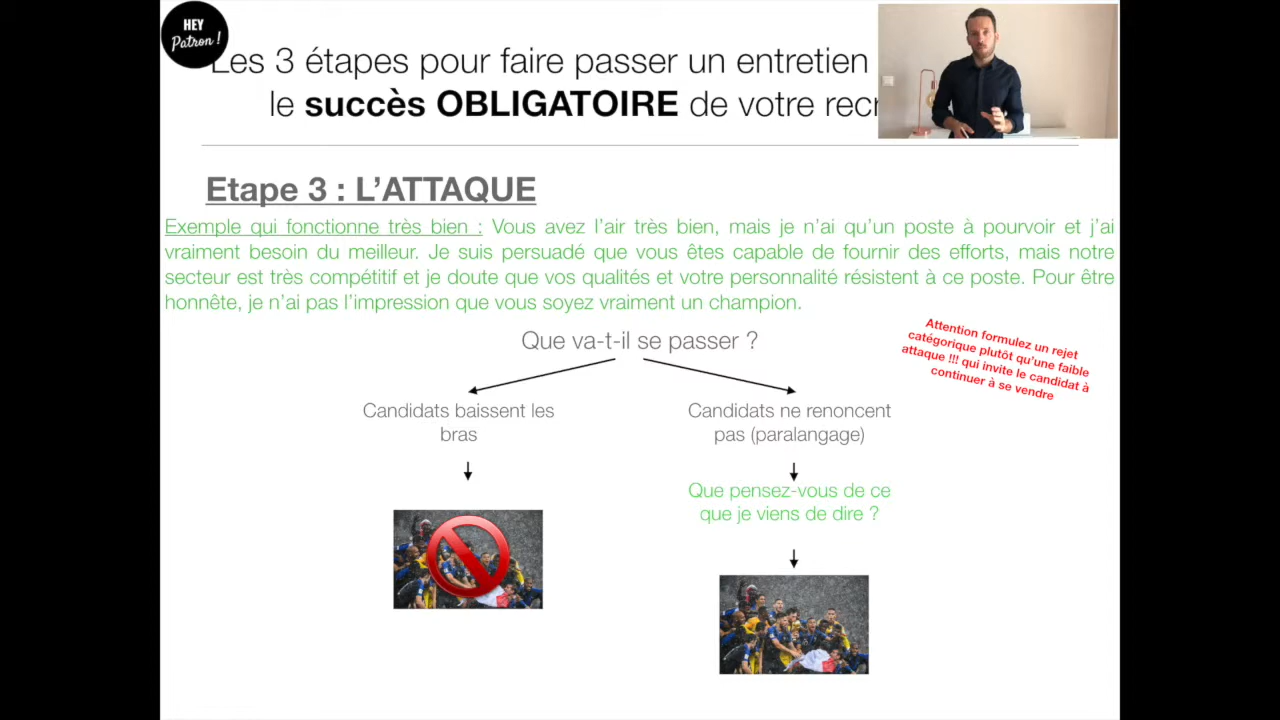 HEY
Patron !
Les 3 étapes pour faire passer un entretien
le succès OBLIGATOIRE de votre
Etape 3 : L'ATTAQUE
Exemple qui fonctionne très bien : Vous avez l'air très bien, mais je n'ai qu'un poste à pourvoir et j'ai
vraiment besoin du meilleur. Je suis persuadé que vous êtes capable de fournir des efforts, mais notre
secteur est très compétitif et je doute que vos qualités et votre personnalité résistent à ce poste. Pour être
honnête, je n'ai pas l'impression que vous soyez vraiment un champion.
Que va-t-il se passer ?
Attention formulez un rejet
catégorique plutôt qu'une faible
attaque !!! qui invite le candidat à
continuer à se vendre
Candidats baissent les
bras
Candidats ne renoncent
pas (paralangage)
Que pensez-vous de ce
que je viens de dire ?